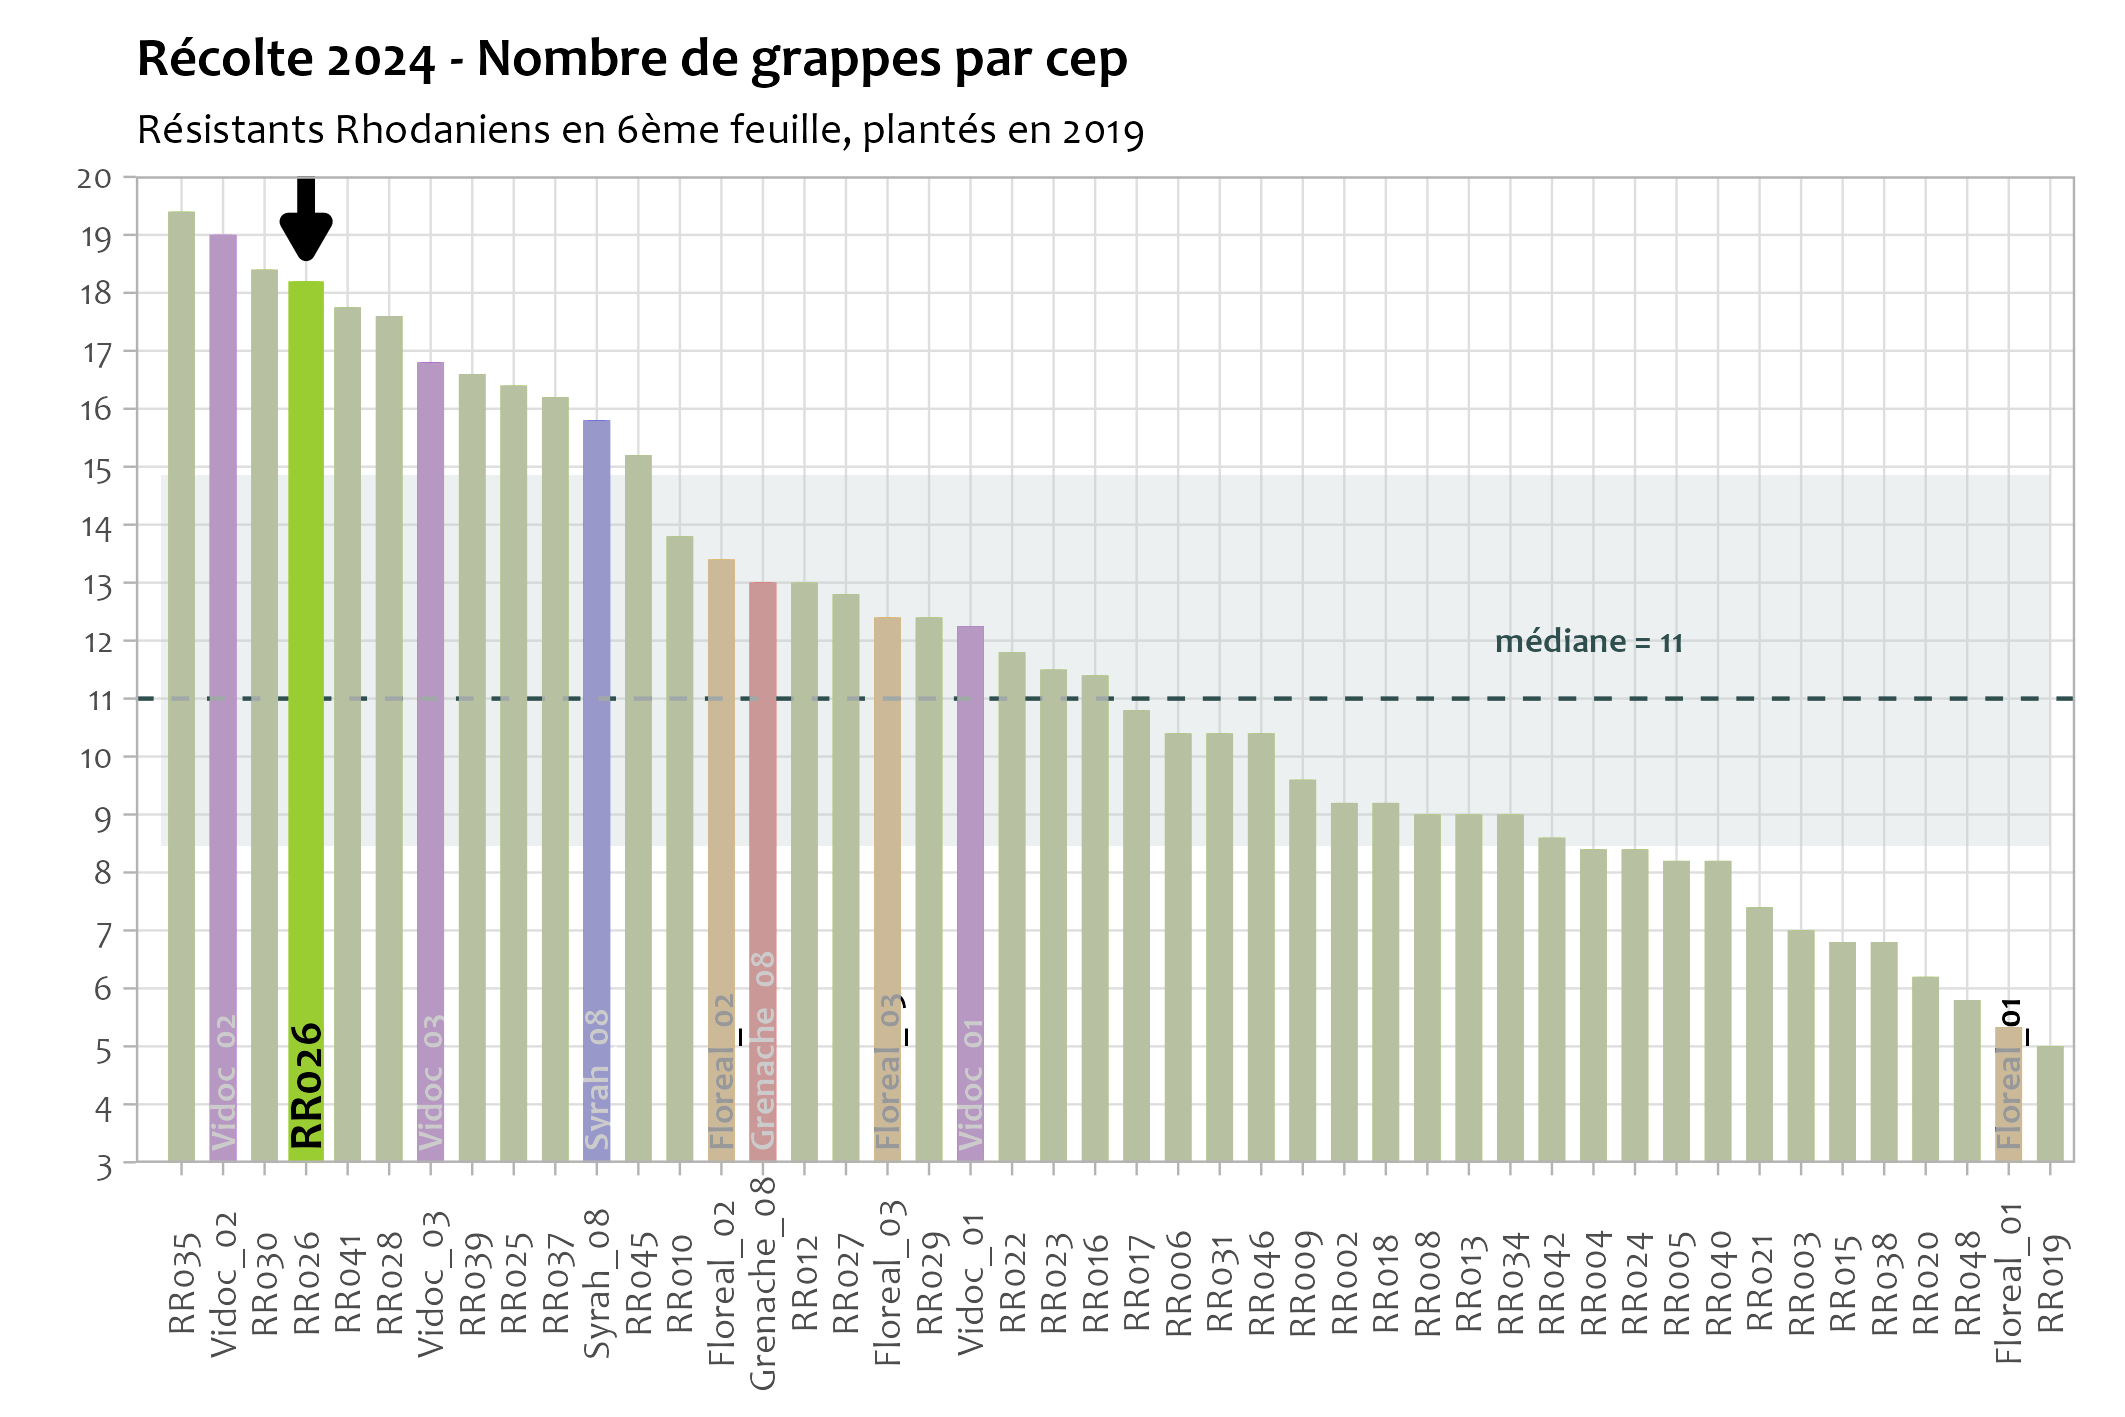 Récolte 2024 - Nombre de grappes par cep
Résistants Rhodaniens en 6ème feuille, plantés en 2019
20
19
18
17
16
15
14
13
12
11
10
9
8
7
6
5
4
3
médiane = 11
Vidoc_02
RR026
Vidoc_03
Syrah_08
Floreal_02
Grenache_08
Floreal_03
Vidoc_01
Floreal_01
RR035
Vidoc_02
RR030
RR026
RR041
RR028
Vidoc_03
RR039
RR025
RR037
Syrah_08
RR045
RR010
Floreal_02
Grenache_08
RR012
RR027
Floreal_03
RR029
Vidoc_01
RR022
RR023
RR016
RR017
RR006
RR031
RR046
RR009
RR002
RR018
RR008
RR013
RR034
RR042
RR004
RR024
RR005
RR040
RR021
RR003
RR015
RR038
RR020
RR048
Floreal_01
RR019